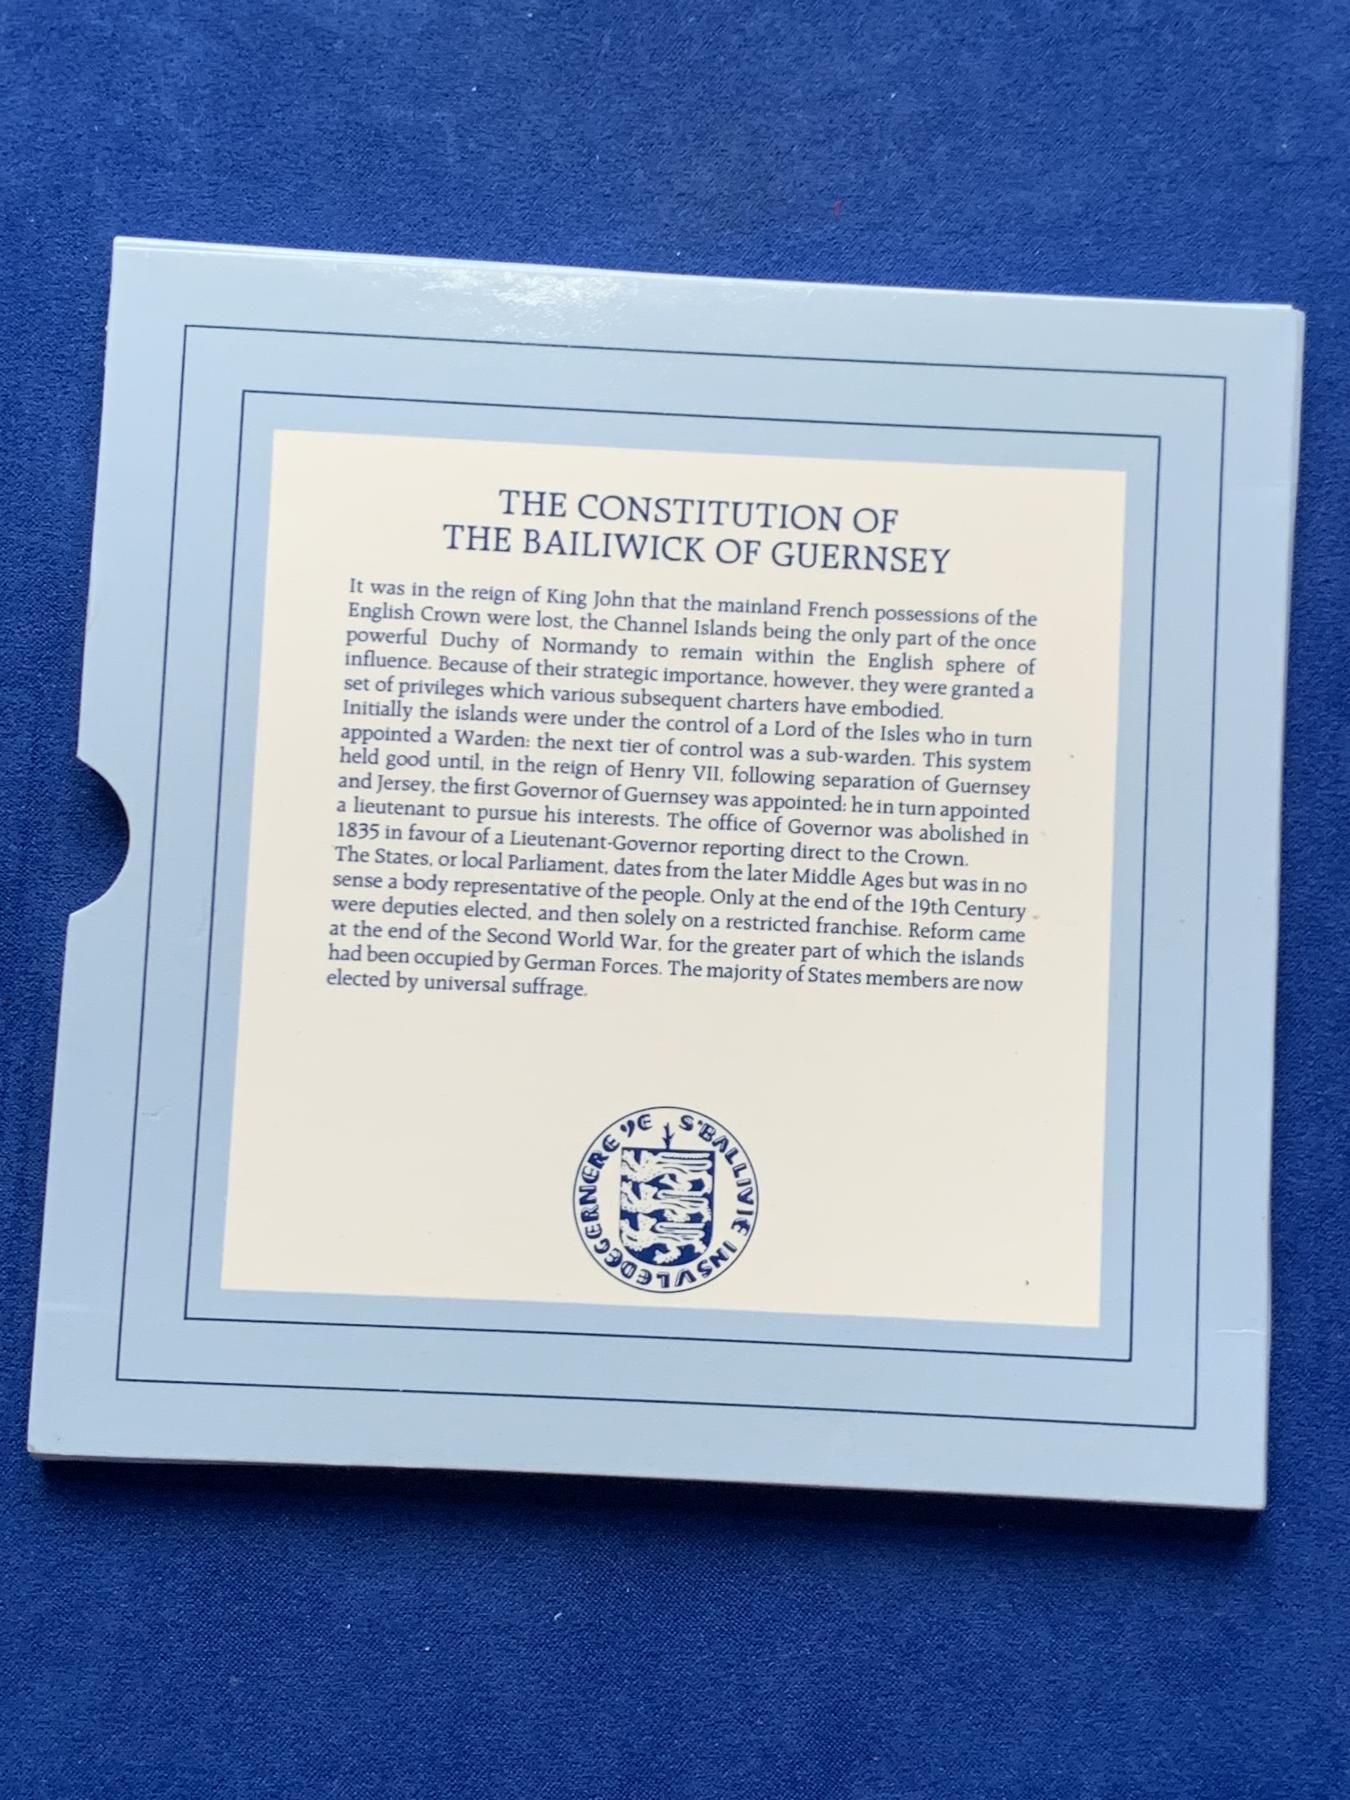 THE CONSTITUTION OF
THE BAILIWICK OF GUERNSEY
It was in the reign of King John that the mainland French possessions of the
English Crown were lost, the Channel Islands being the only part of the once
powerful Duchy of Normandy to remain within the English sphere of
influence. Because of their strategic importance, however, they were granted a
set of privileges which various subsequent charters have embodied.
Initially the islands were under the control of a Lord of the Isles who in turn
appointed a Warden: the next tier of control was a sub-warden. This system
held good until, in the reign of Henry VII, following separation of Guernsey
and Jersey, the first Governor of Guernsey was appointed: he in turn appointed
a lieutenant to pursue his interests. The office of Governor was abolished in
1835 in favour of a Lieutenant-Governor reporting direct to the Crown.
The States, or local Parliament, dates from the later Middle Ages but was in no
sense a body representative of the people. Only at the end of the 19th Century
were deputies elected, and then solely on a restricted franchise. Reform came
at the end of the Second World War, for the greater part of which the islands
had been occupied by German Forces. The majority of States members are now
elected by universal suffrage.
S'BALLIVIE INSVLEDEGERNERE'YE